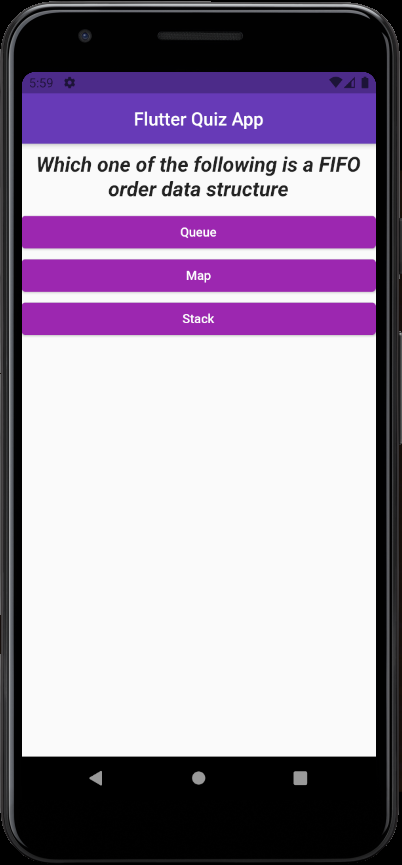 5:59
Flutter Quiz App
Which one of the following is a FIFO
order data structure
Queue
Map
Stack